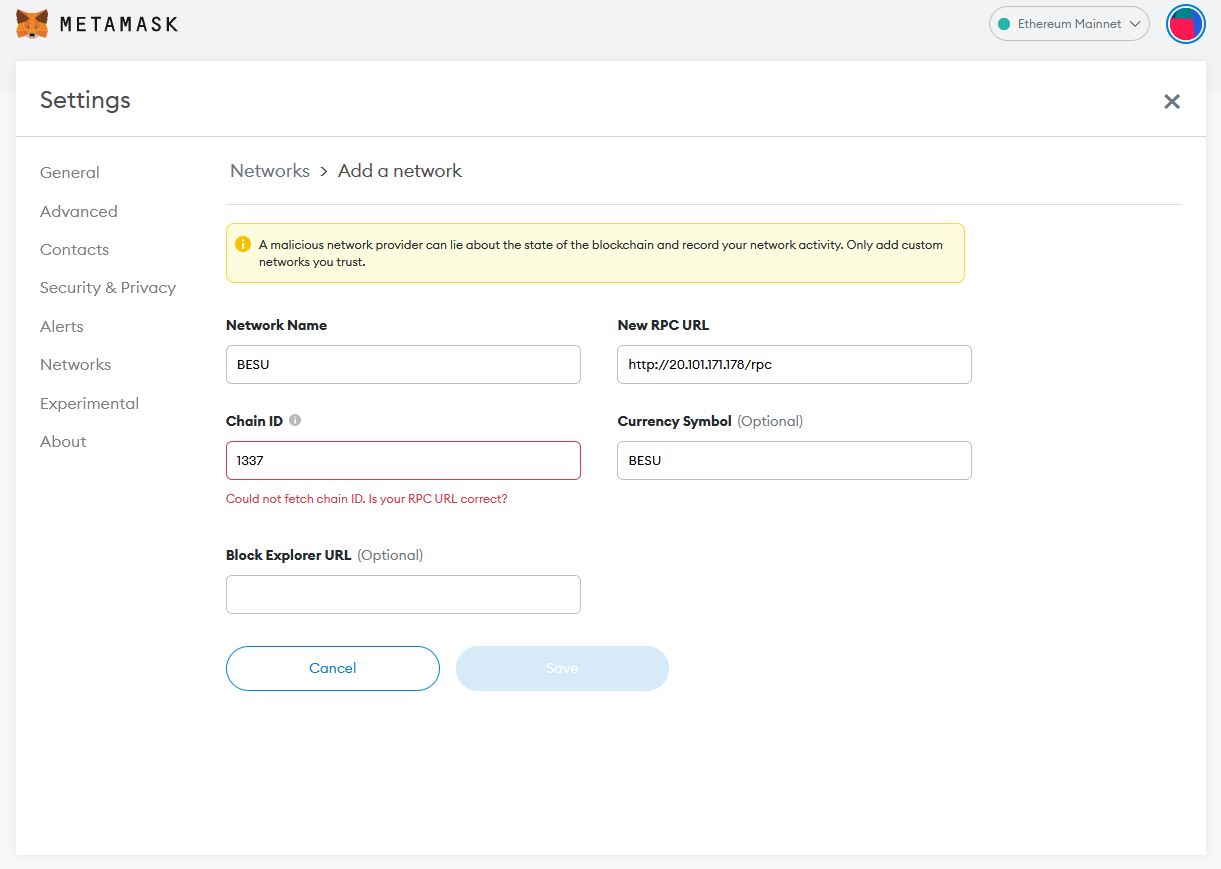 METAMASK
Ethereum Mainnet
Settings
General
Advanced
Contacts
Security & Privacy
Alerts
Networks
Experimental
About
Networks > Add a network
A malicious network provider can lie about the state of the blockchain and record your network activity. Only add custom
networks you trust.
Network Name
BESU
New RPC URL
http://20.101.171.178/rpc
Chain ID
1337
Could not fetch chain ID. Is your RPC URL correct?
Currency Symbol (Optional)
BESU
Block Explorer URL (Optional)
Cancel
Save